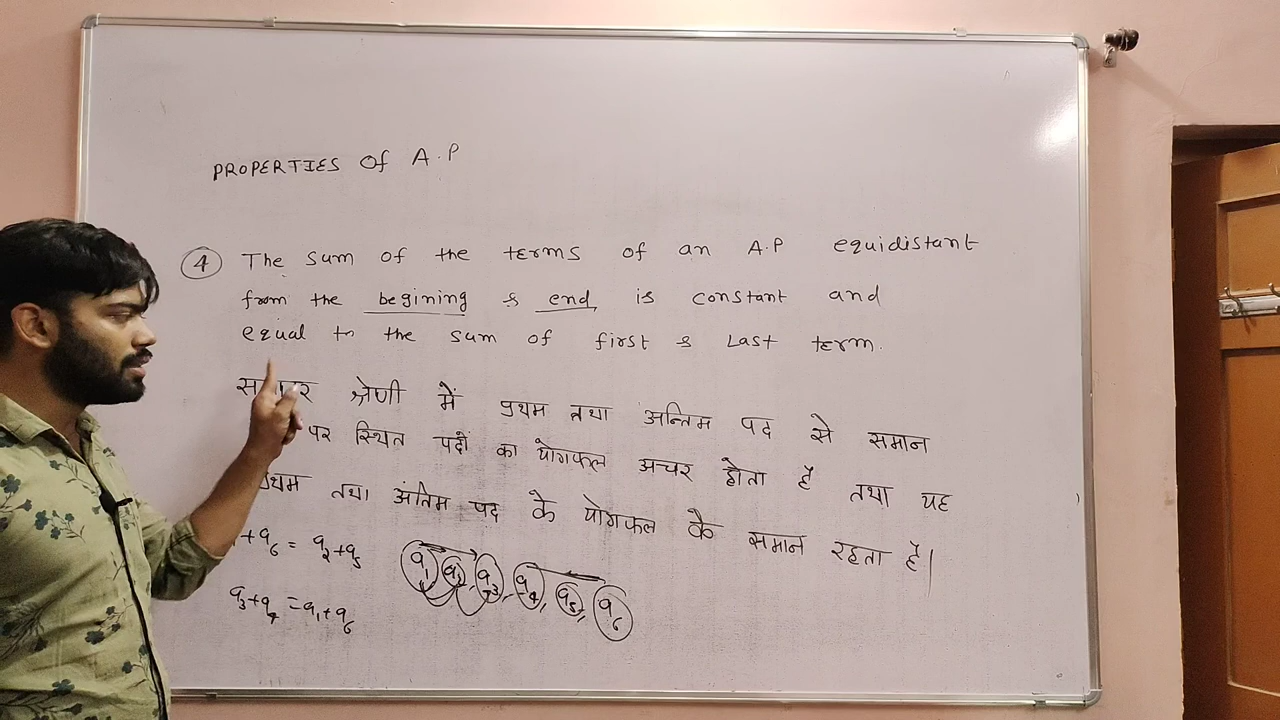 PROPERTIES Of A.P
4 The sum of the terms of an A.P equidistant
from the begining & end, is constant and
equal to the sum of first & Last term.
श्रेणी में प्रथम तथा अन्तिम पद से समान
पर स्थित पदों का योगफल अचर होता है तथा यह
तथा अंतिम पद के योगफल के समान रहता है।
+ a6 = a2+a5
a3+a4 = a1+a6
a1, a2, a3, a4, a5, a6